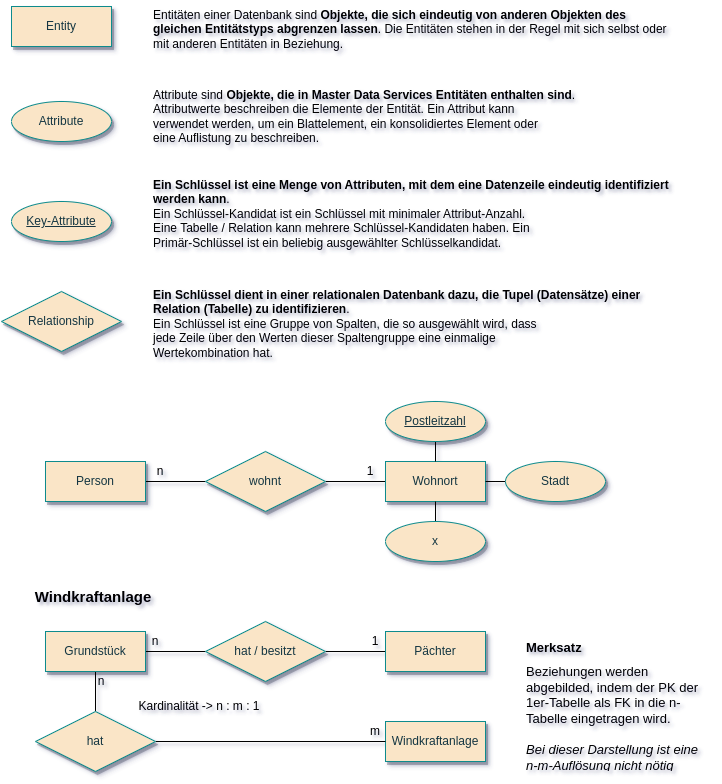 Entity
Entitäten einer Datenbank sind Objekte, die sich eindeutig von anderen Objekten des
gleichen Entitätstyps abgrenzen lassen. Die Entitäten stehen in der Regel mit sich selbst oder
mit anderen Entitäten in Beziehung.
Attribute
Attribute sind Objekte, die in Master Data Services Entitäten enthalten sind.
Attributwerte beschreiben die Elemente der Entität. Ein Attribut kann
verwendet werden, um ein Blattelement, ein konsolidiertes Element oder
eine Auflistung zu beschreiben.
Key-Attribute
Ein Schlüssel ist eine Menge von Attributen, mit dem eine Datenzeile eindeutig identifiziert
werden kann.
Ein Schlüssel-Kandidat ist ein Schlüssel mit minimaler Attribut-Anzahl.
Eine Tabelle / Relation kann mehrere Schlüssel-Kandidaten haben. Ein
Primär-Schlüssel ist ein beliebig ausgewählter Schlüsselkandidat.
Relationship
Ein Schlüssel dient in einer relationalen Datenbank dazu, die Tupel (Datensätze) einer
Relation (Tabelle) zu identifizieren.
Ein Schlüssel ist eine Gruppe von Spalten, die so ausgewählt wird, dass
jede Zeile über den Werten dieser Spaltengruppe eine einmalige
Wertekombination hat.
Postleitzahl
Person
n
wohnt
1
Wohnort
Stadt
x
Windkraftanlage
Grundstück
n
hat / besitzt
1
Pächter
n
Kardinalität -> n : m : 1
hat
m
Windkraftanlage
Merksatz
Beziehungen werden
abgebilded, indem der PK der
1er-Tabelle als FK in die n-
Tabelle eingetragen wird.
Bei dieser Darstellung ist eine
n-m-Auflösung nicht nötig